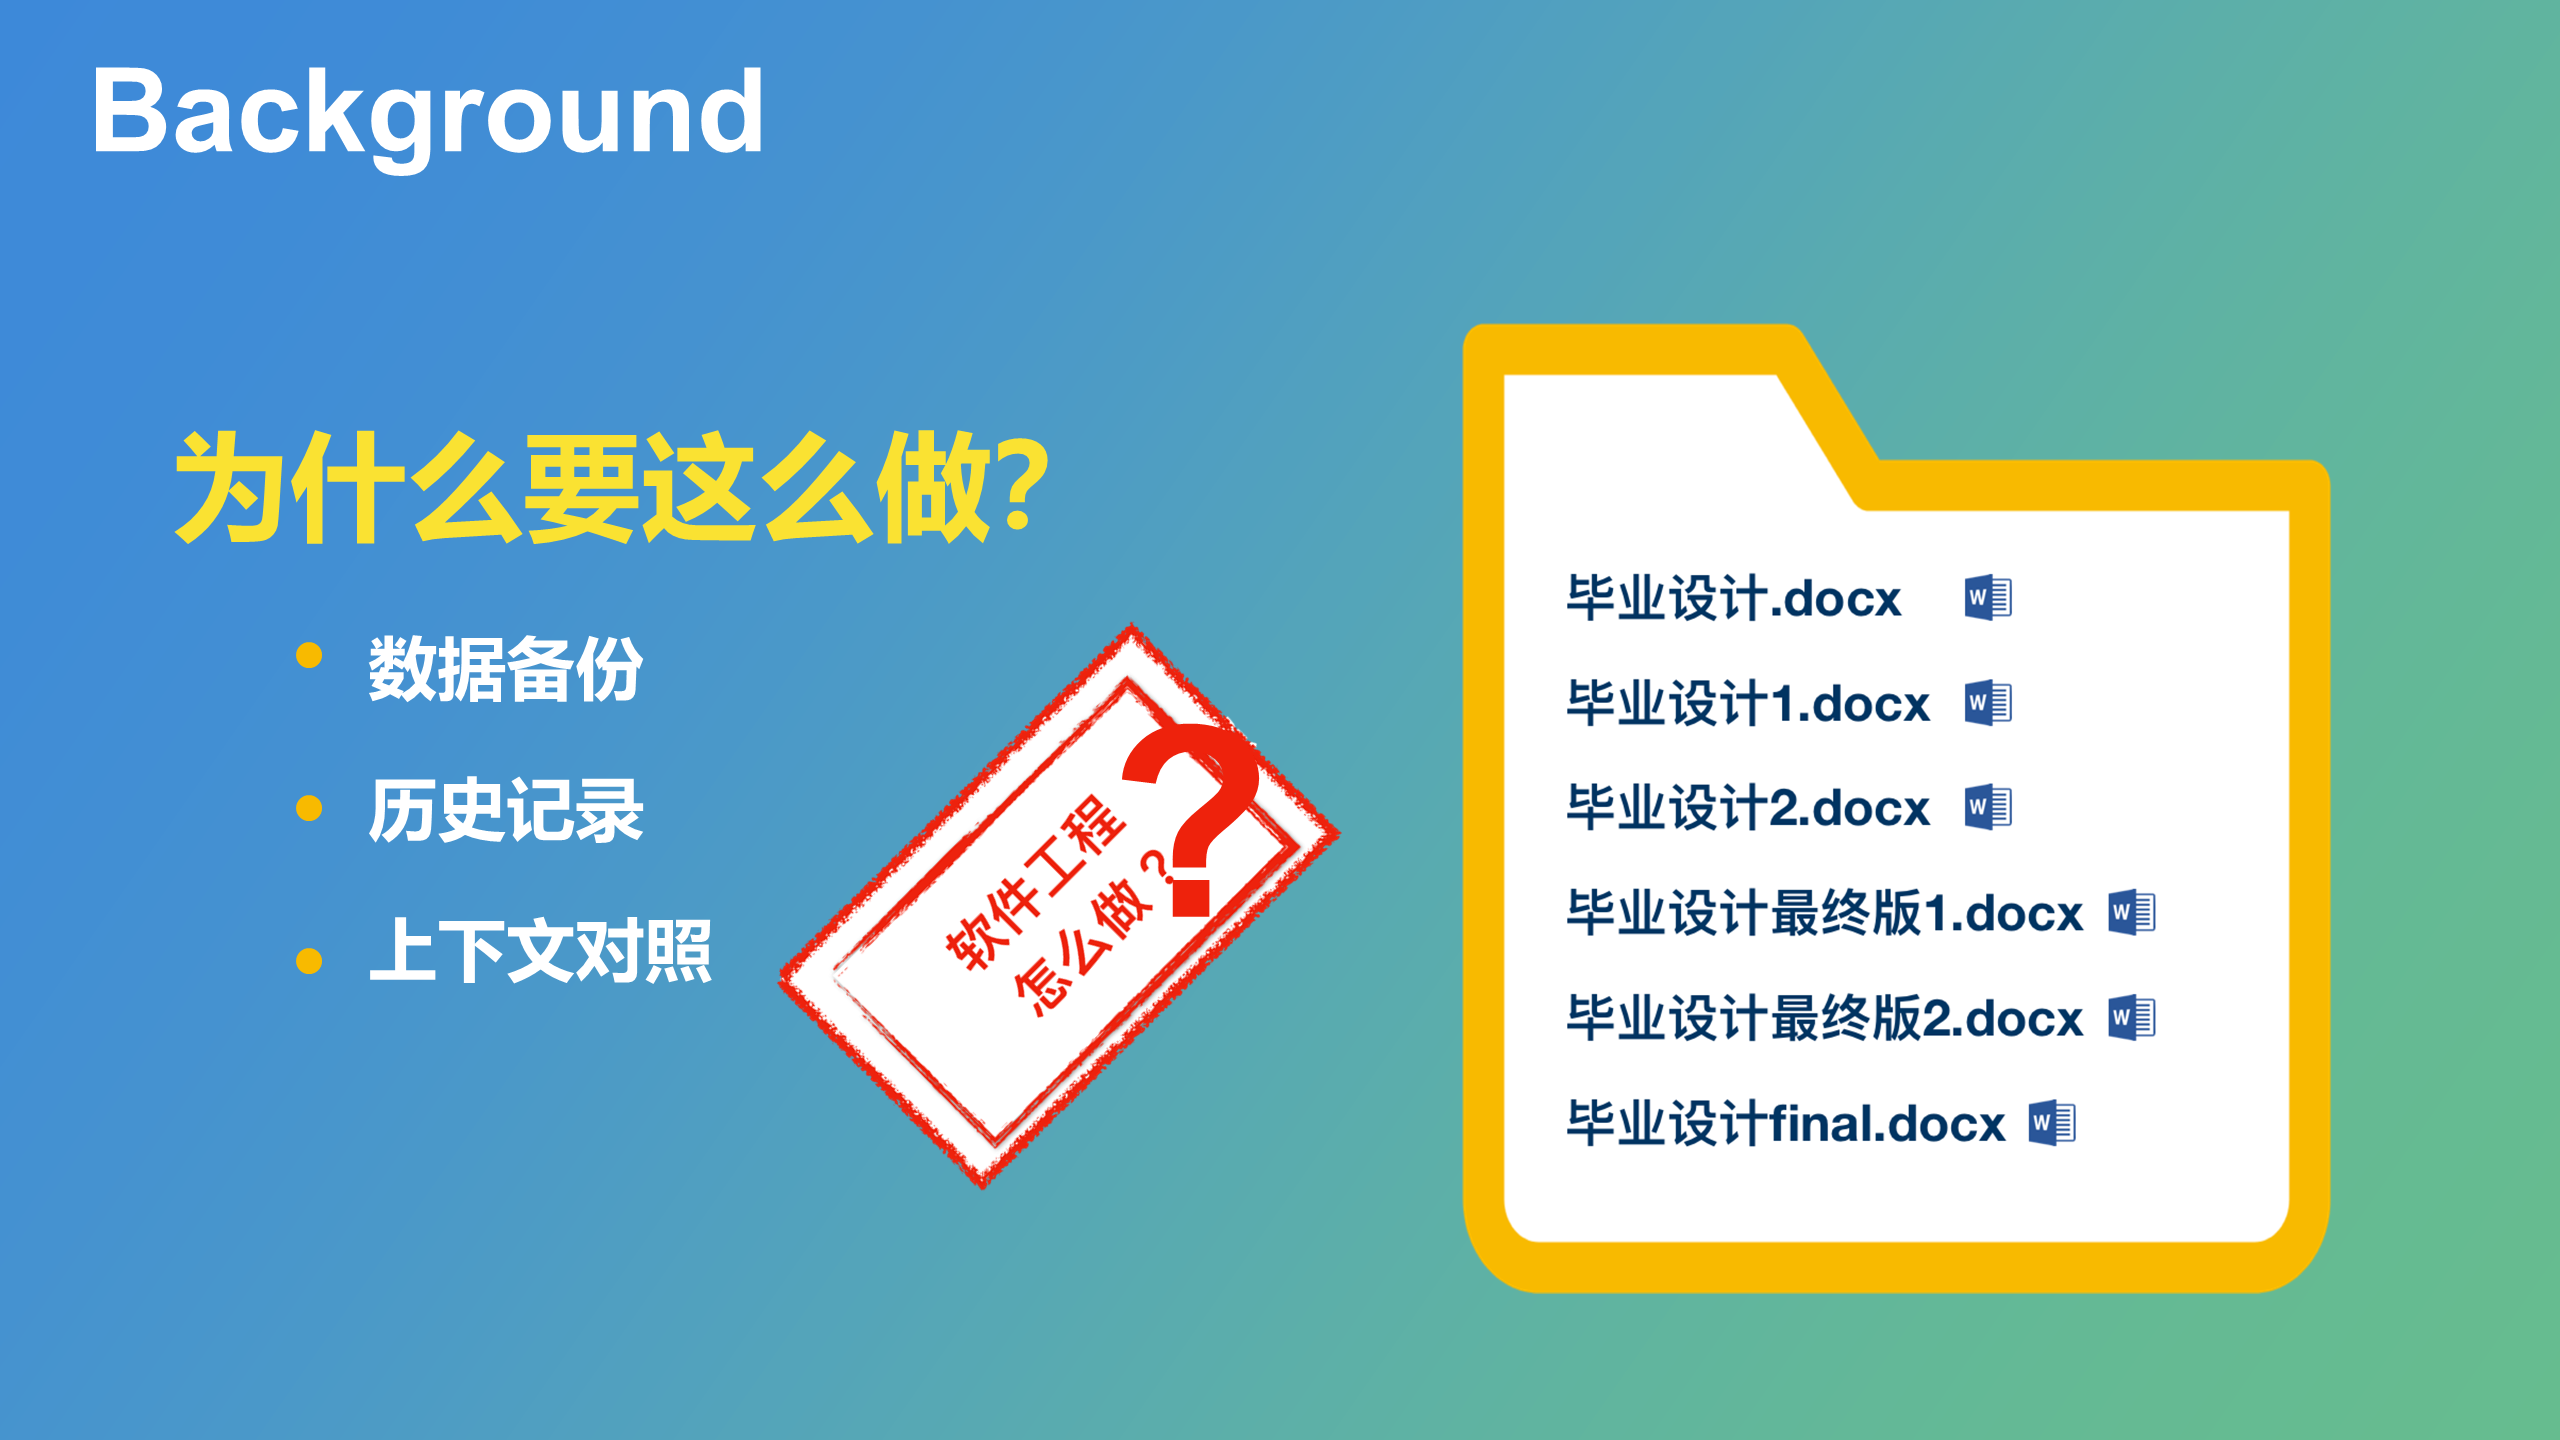 Background
为什么要这么做?
数据备份
历史记录
上下文对照
软件工程
怎么做？
?
毕业设计.docx
毕业设计1.docx
毕业设计2.docx
毕业设计最终版1.docx
毕业设计最终版2.docx
毕业设计final.docx